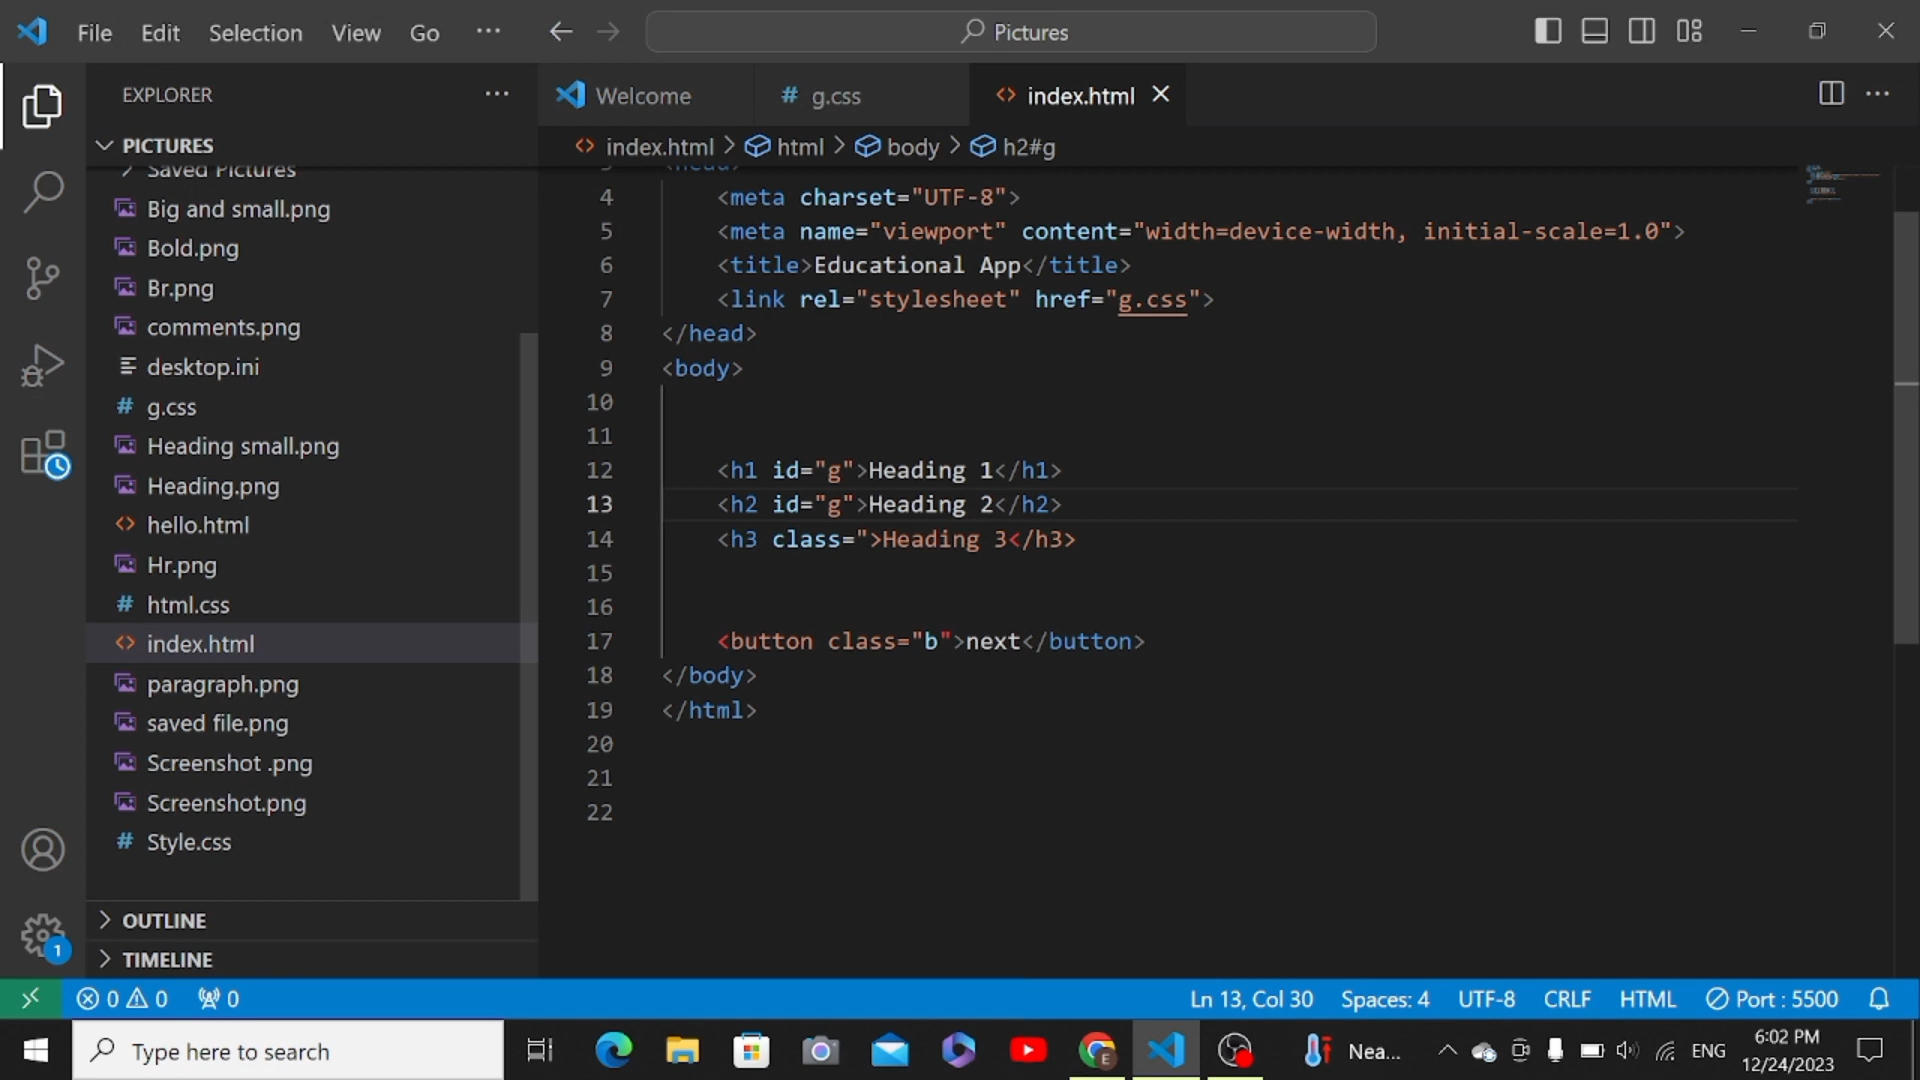 File Edit Selection View Go ···
Pictures
EXPLORER ···
Welcome
# g.css
<> index.html
PICTURES
<> index.html > html > body > h2#g
Saved Pictures
Big and small.png
Bold.png
Br.png
comments.png
desktop.ini
# g.css
Heading small.png
Heading.png
<> hello.html
Hr.png
# html.css
<> index.html
paragraph.png
saved file.png
Screenshot .png
Screenshot.png
# Style.css
OUTLINE
TIMELINE
3 <head>
4 <meta charset="UTF-8">
5 <meta name="viewport" content="width=device-width, initial-scale=1.0">
6 <title>Educational App</title>
7 <link rel="stylesheet" href="g.css">
8 </head>
9 <body>
10
11
12 <h1 id="g">Heading 1</h1>
13 <h2 id="g">Heading 2</h2>
14 <h3 class=">Heading 3</h3>
15
16
17 <button class="b">next</button>
18 </body>
19 </html>
20
21
22
1
0 0 0 Ln 13, Col 30 Spaces: 4 UTF-8 CRLF HTML Port : 5500
Type here to search
E
Nea...
ENG
6:02 PM
12/24/2023